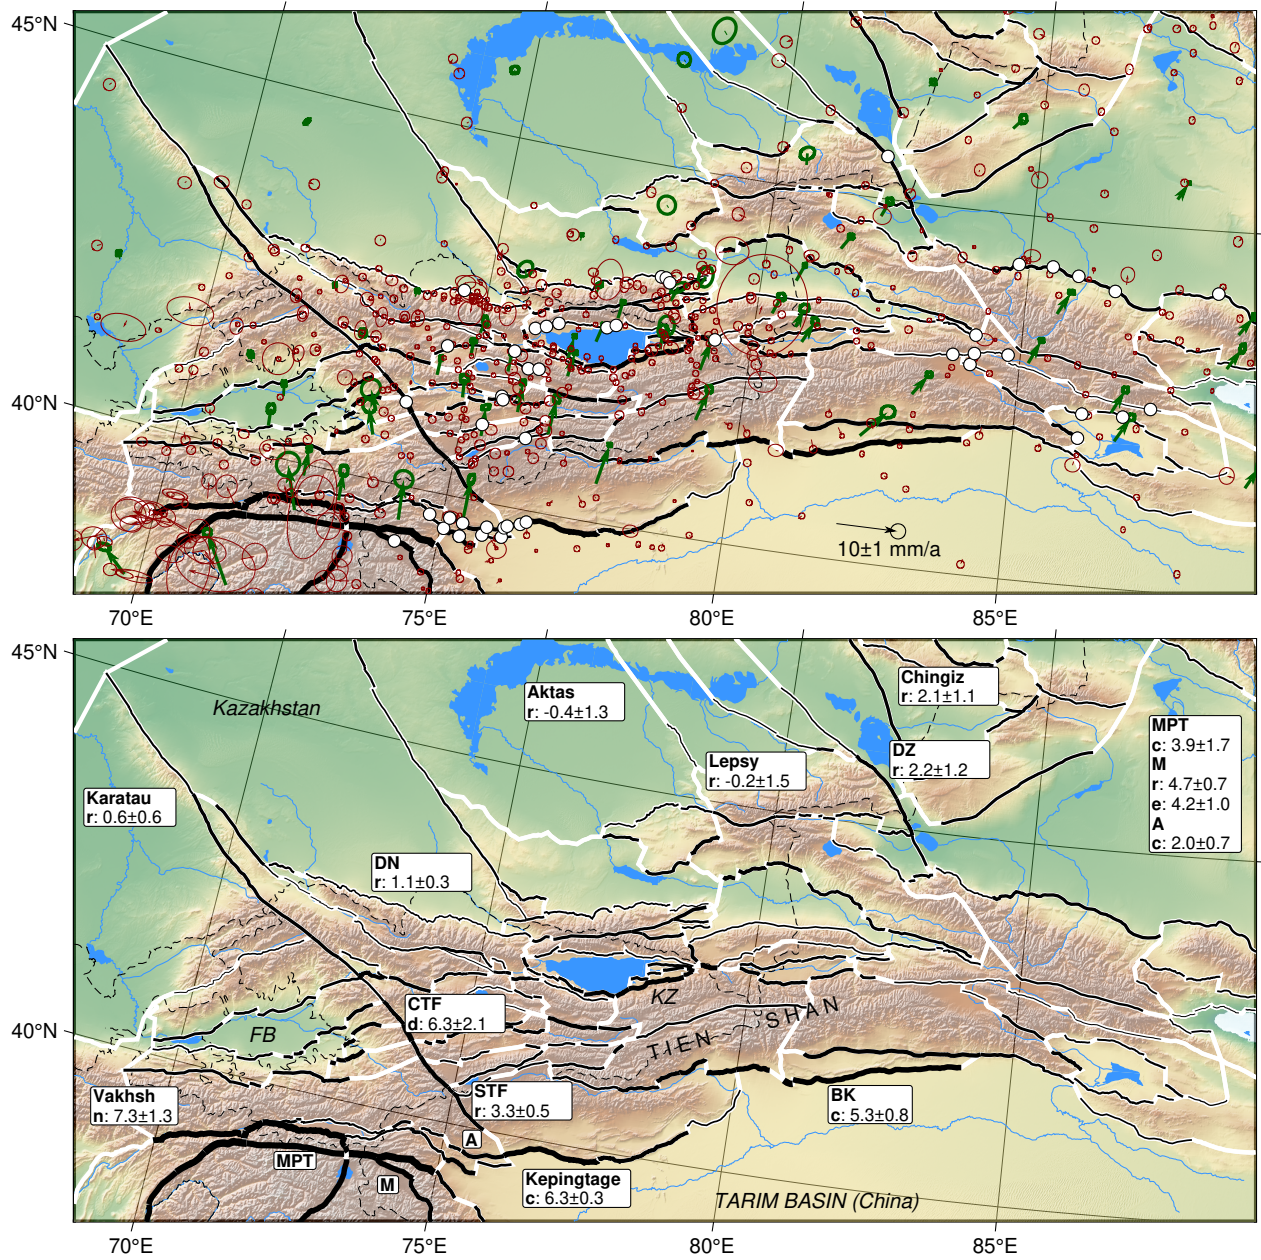 45°N
40°N
10±1 mm/a
70°E
75°E
80°E
85°E
45°N
Chingiz
r: 2.1±1.1
Aktas
r: -0.4±1.3
Kazakhstan
MPT
c: 3.9±1.7
M
r: 4.7±0.7
e: 4.2±1.0
A
c: 2.0±0.7
DZ
r: 2.2±1.2
Lepsy
r: -0.2±1.5
Karatau
r: 0.6±0.6
DN
r: 1.1±0.3
KZ
CTF
d: 6.3±2.1
TIEN SHAN
FB
40°N
STF
r: 3.3±0.5
BK
c: 5.3±0.8
Vakhsh
n: 7.3±1.3
A
MPT
M
Kepingtage
c: 6.3±0.3
TARIM BASIN (China)
70°E
75°E
80°E
85°E